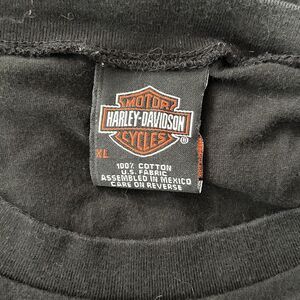 MOTOR
HARLEY-DAVIDSON
CYCLES
®
XL
100% COTTON
U.S. FABRIC
ASSEMBLED IN MEXICO
CARE ON REVERSE